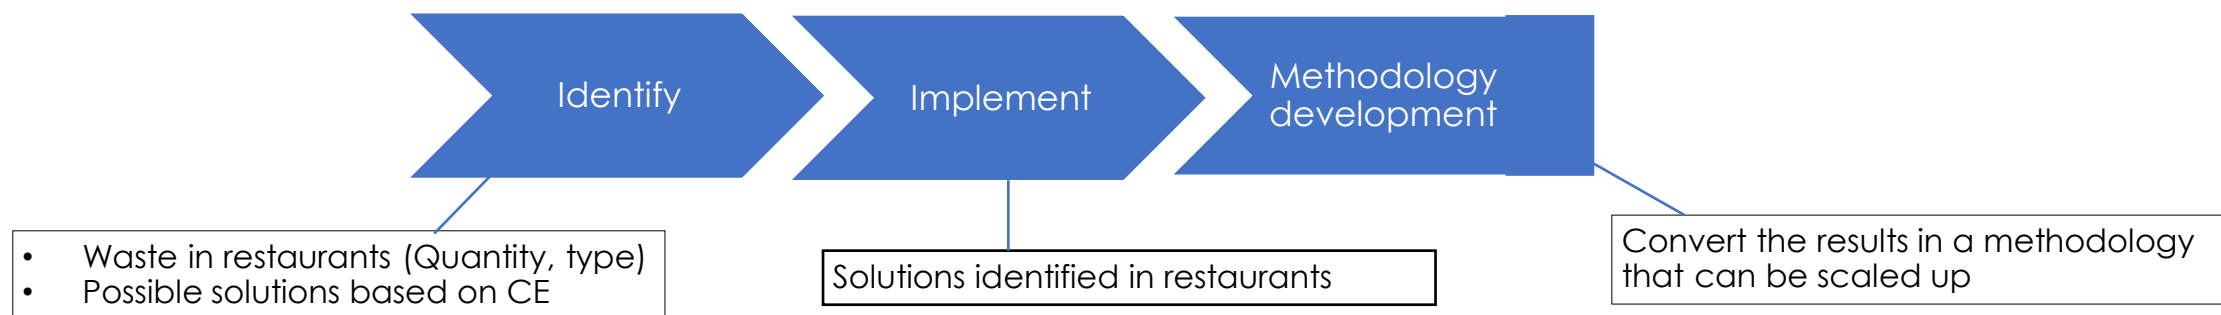 Identify
Implement
Methodology
development
• Waste in restaurants (Quantity, type)
• Possible solutions based on CE
Solutions identified in restaurants
Convert the results in a methodology
that can be scaled up